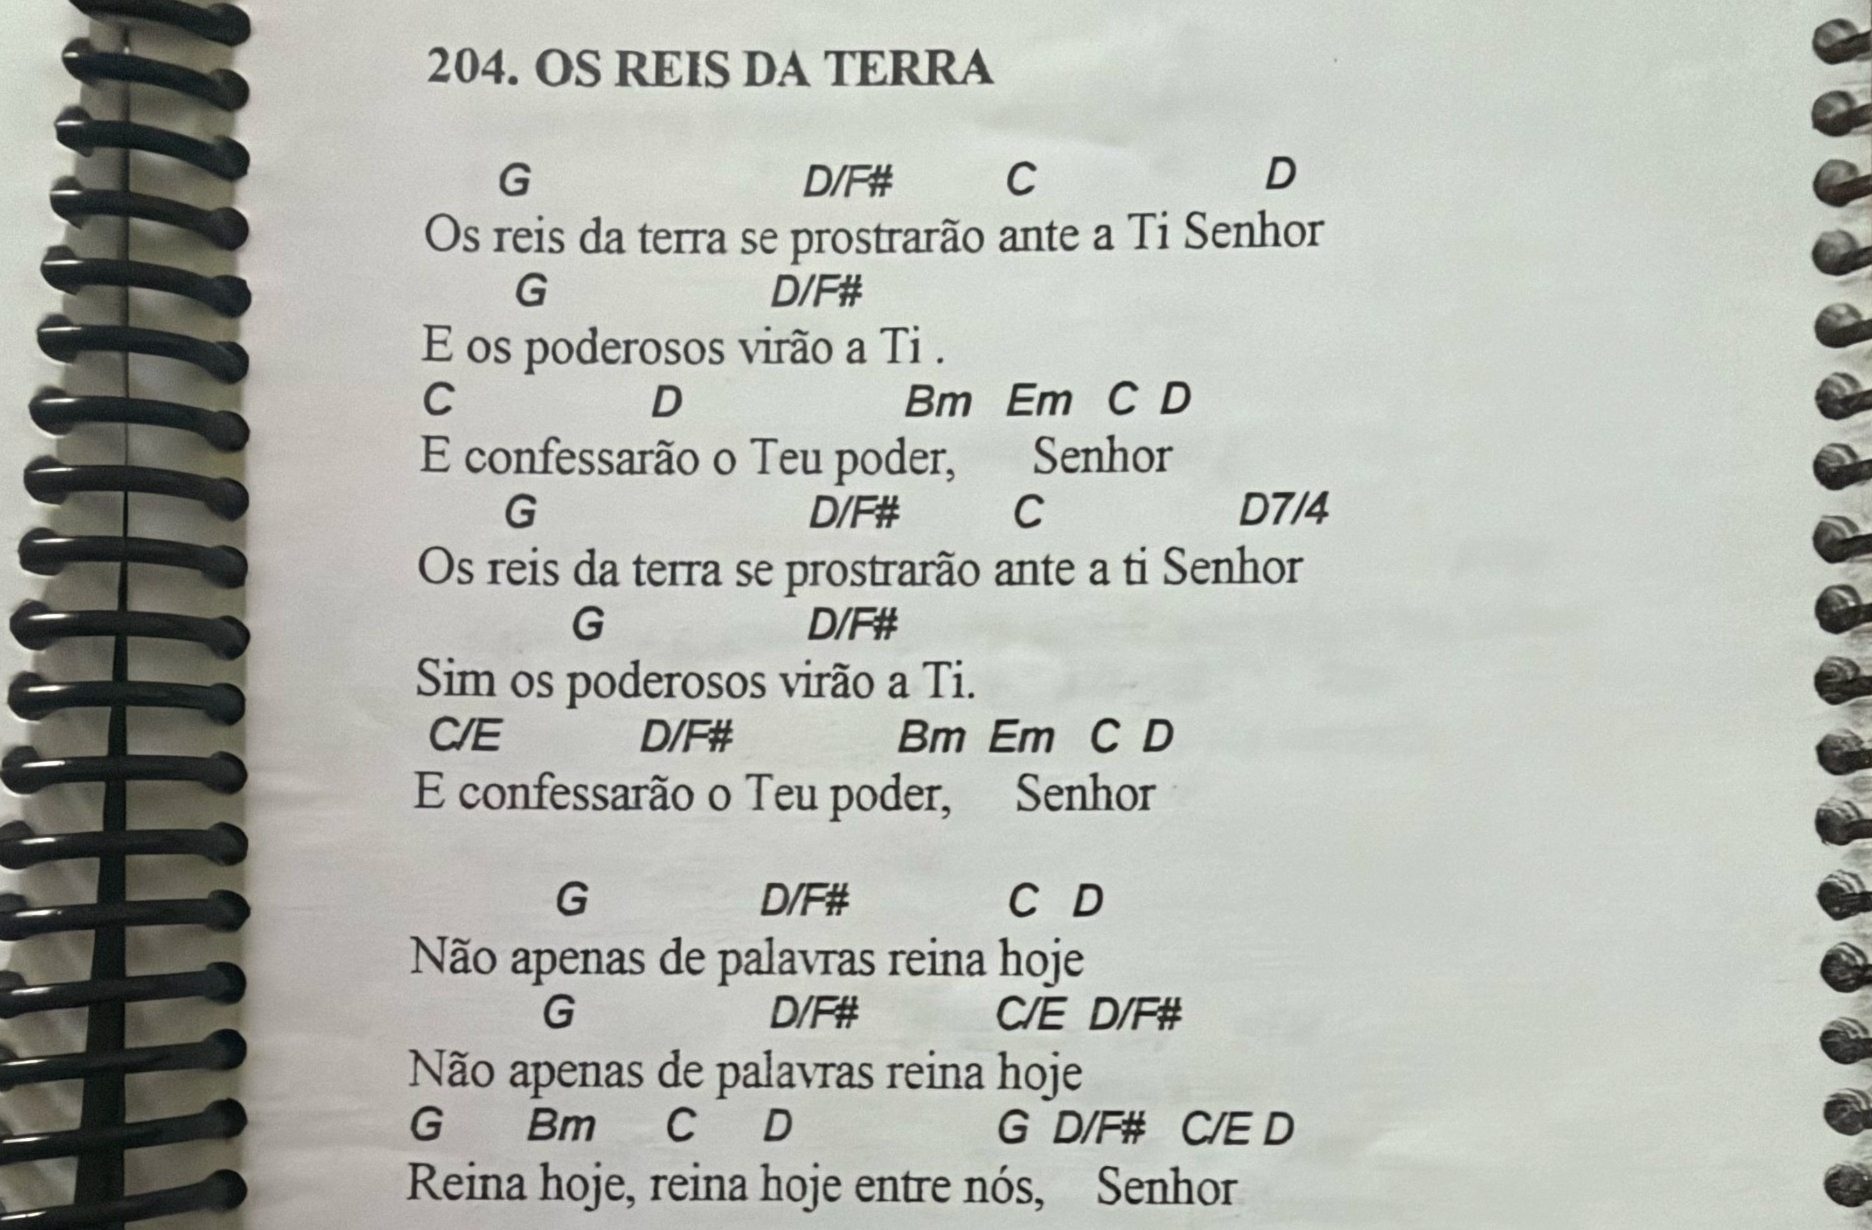 204. OS REIS DA TERRA
G D/F# C D
Os reis da terra se prostrarão ante a Ti Senhor
G D/F#
E os poderosos virão a Ti .
C D Bm Em C D
E confessarão o Teu poder, Senhor
G D/F# C D7/4
Os reis da terra se prostrarão ante a ti Senhor
G D/F#
Sim os poderosos virão a Ti.
C/E D/F# Bm Em C D
E confessarão o Teu poder, Senhor
G D/F# C D
Não apenas de palavras reina hoje
G D/F# C/E D/F#
Não apenas de palavras reina hoje
G Bm C D G D/F# C/E D
Reina hoje, reina hoje entre nós, Senhor